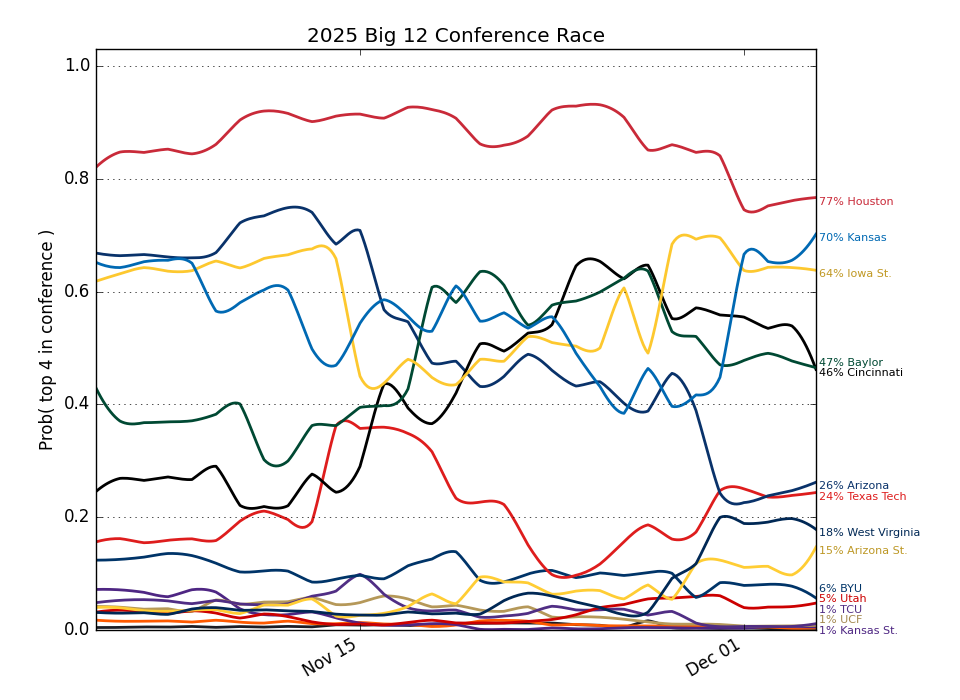 2025 Big 12 Conference Race
Prob( top 4 in conference )
1.0
0.8
0.6
0.4
0.2
0.0
Nov 15
Dec 01
77% Houston
70% Kansas
64% Iowa St.
47% Baylor
46% Cincinnati
26% Arizona
24% Texas Tech
18% West Virginia
15% Arizona St.
6% BYU
5% Utah
1% TCU
1% UCF
1% Kansas St.